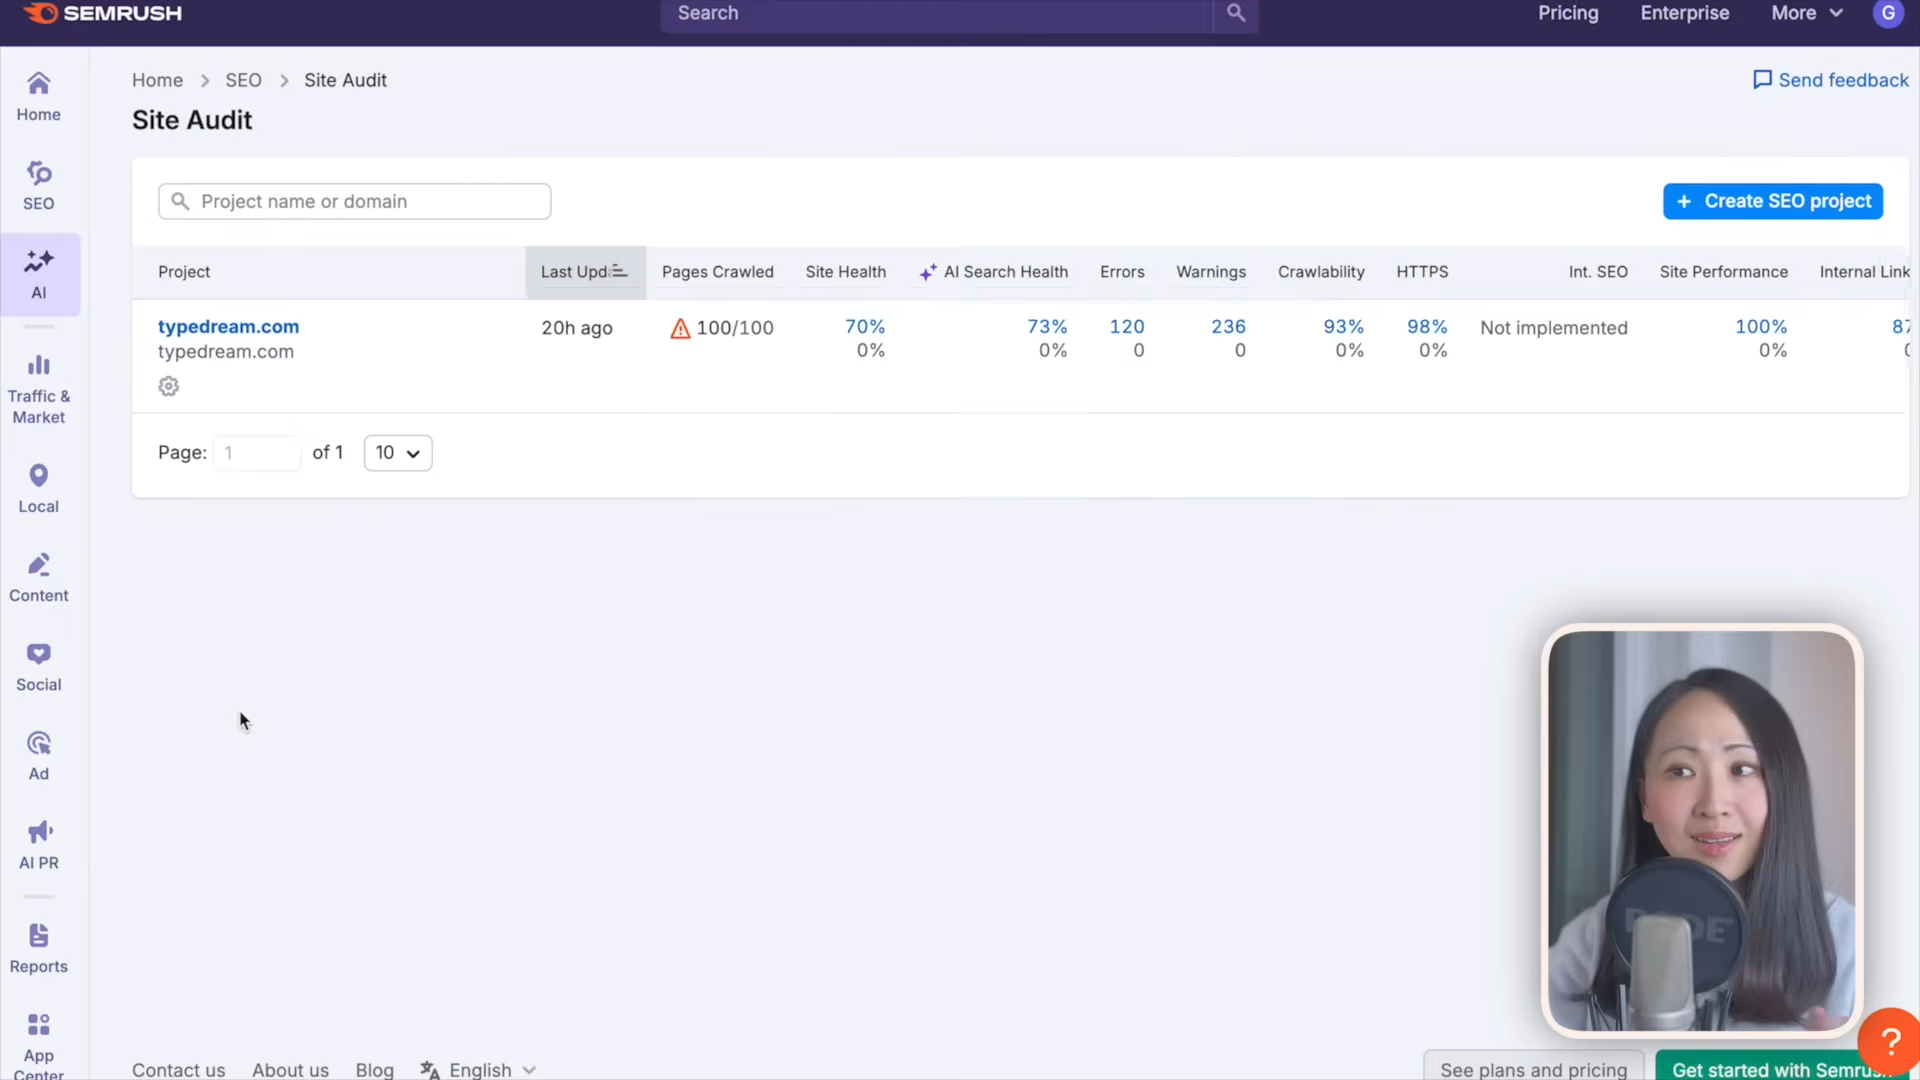 SEMRUSH
Search
Pricing
Enterprise
More
G
Home
SEO
AI
Traffic &
Market
Local
Content
Social
Ad
AI PR
Reports
App
Center
Home > SEO > Site Audit
Send feedback
Site Audit
Project name or domain
+ Create SEO project
Project Last Upd Pages Crawled Site Health AI Search Health Errors Warnings Crawlability HTTPS Int. SEO Site Performance Internal Link
typedream.com 20h ago 100/100 70% 73% 120 236 93% 98% Not implemented 100% 87
typedream.com 0% 0% 0 0 0% 0% 0%
Page: 1 of 1 10
RODE
Contact us About us Blog English
See plans and pricing
Get started with Semrush
?